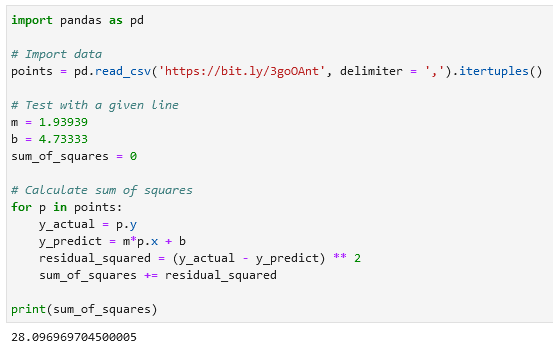 import pandas as pd
# Import data
points = pd.read_csv('https://bit.ly/3goOAnt', delimiter = ',').itertuples()
# Test with a given line
m = 1.93939
b = 4.73333
sum_of_squares = 0
# Calculate sum of squares
for p in points:
    y_actual = p.y
    y_predict = m*p.x + b
    residual_squared = (y_actual - y_predict) ** 2
    sum_of_squares += residual_squared
print(sum_of_squares)
28.096969704500005